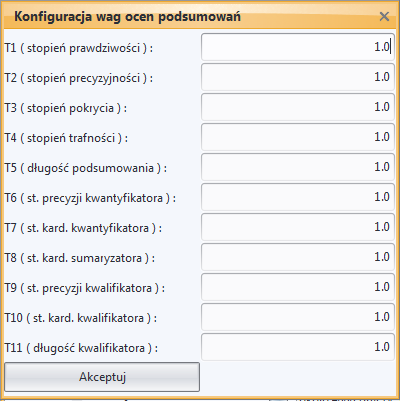 Konfiguracja wag ocen podsumowań
T1 ( stopień prawdziwości ) : 1.0
T2 ( stopień precyzyjności ) : 1.0
T3 ( stopień pokrycia ) : 1.0
T4 ( stopień trafności ) : 1.0
T5 ( długość podsumowania ) : 1.0
T6 ( st. precyzji kwantyfikatora ) : 1.0
T7 ( st. kard. kwantyfikatora ) : 1.0
T8 ( st. kard. sumaryzatora ) : 1.0
T9 ( st. precyzji kwalifikatora ) : 1.0
T10 ( st. kard. kwalifikatora ) : 1.0
T11 ( długość kwalifikatora ) : 1.0
Akceptuj